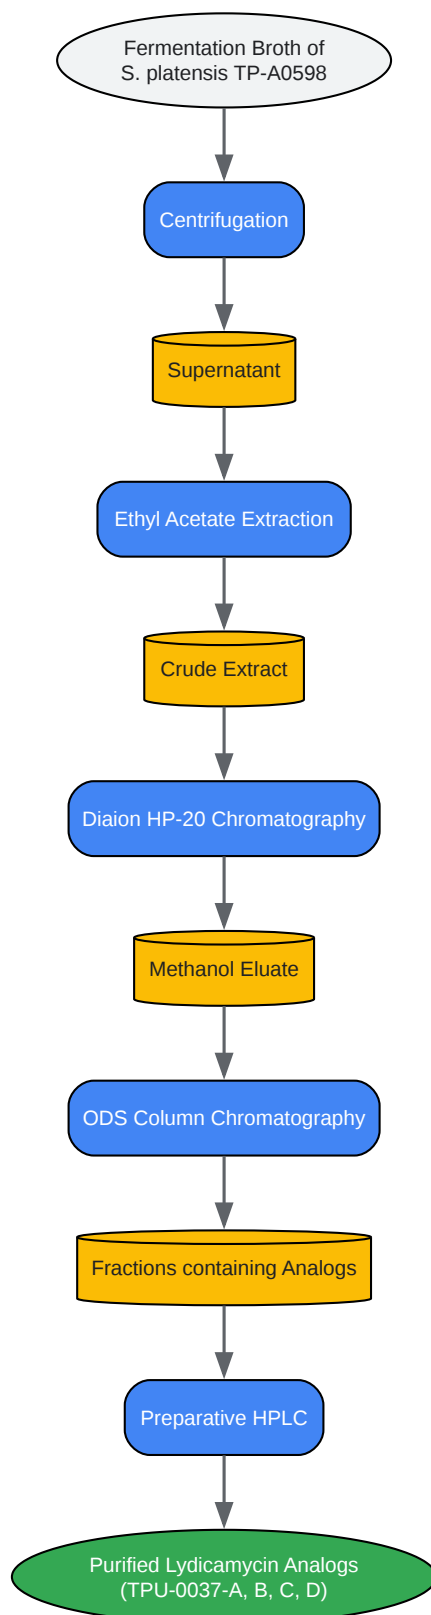 Fermentation Broth of
S. platensis TP-A0598
Centrifugation
Supernatant
Ethyl Acetate Extraction
Crude Extract
Diaion HP-20 Chromatography
Methanol Eluate
ODS Column Chromatography
Fractions containing Analogs
Preparative HPLC
Purified Lydicamycin Analogs
(TPU-0037-A, B, C, D)